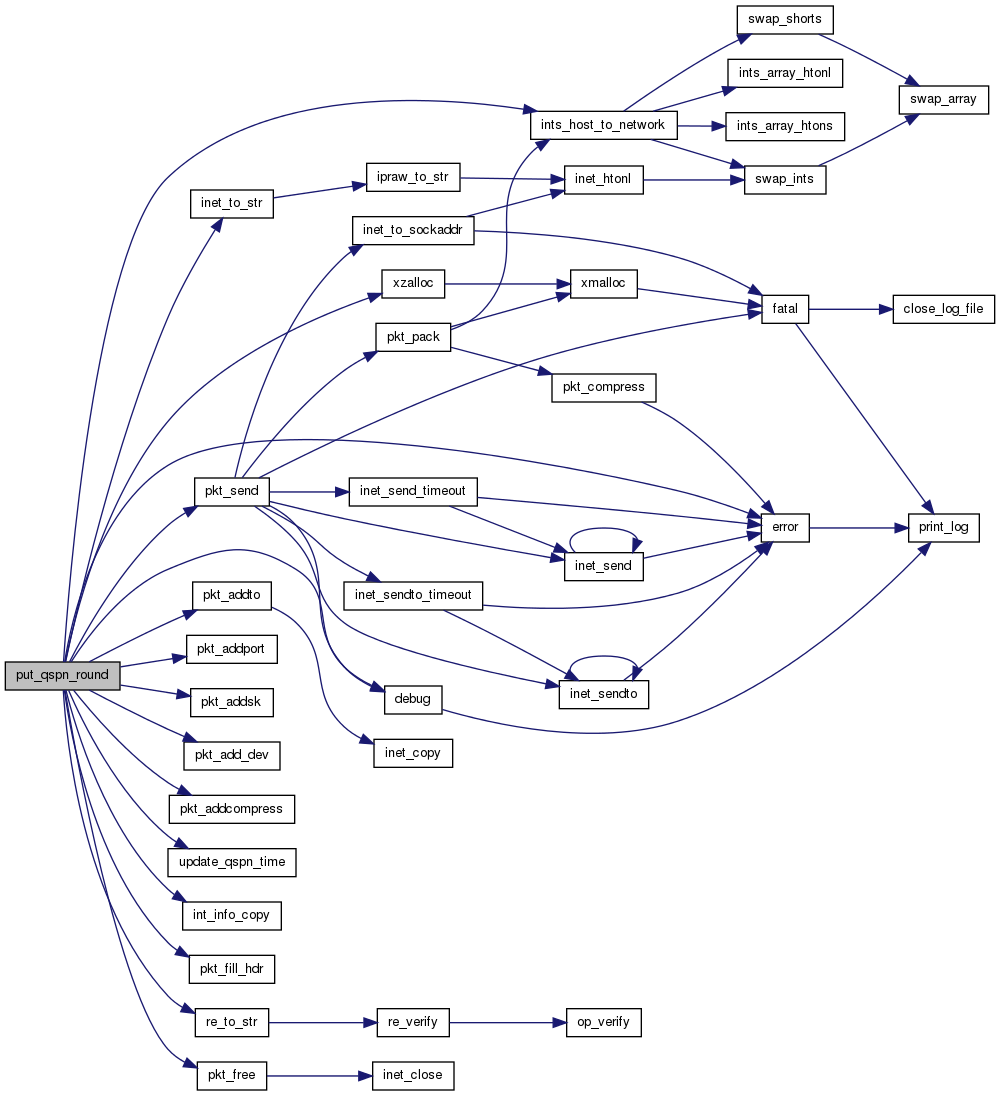 swap_shorts
ints_array_htonl
swap_array
ints_host_to_network
ints_array_htons
ipraw_to_str
inet_htonl
swap_ints
inet_to_str
inet_to_sockaddr
xzalloc
xmalloc
fatal
close_log_file
pkt_pack
pkt_compress
pkt_send
inet_send_timeout
error
print_log
inet_send
pkt_addto
inet_sendto_timeout
pkt_addport
put_qspn_round
pkt_addsk
debug
inet_sendto
pkt_add_dev
inet_copy
pkt_addcompress
update_qspn_time
int_info_copy
pkt_fill_hdr
re_to_str
re_verify
op_verify
pkt_free
inet_close